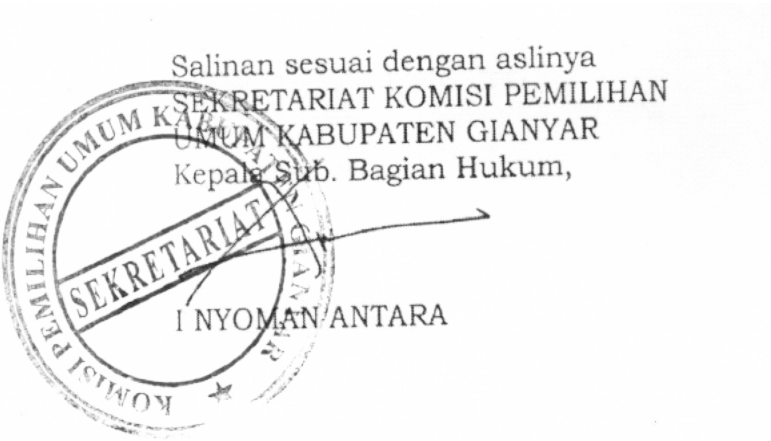 Salinan sesuai dengan aslinya
SEKRETARIAT KOMISI PEMILIHAN
UMUM KABUPATEN GIANYAR
Kepala Sub. Bagian Hukum,
I NYOMAN ANTARA
KOMISI PEMILIHAN UMUM KABUPATEN GIANYAR
SEKRETARIAT